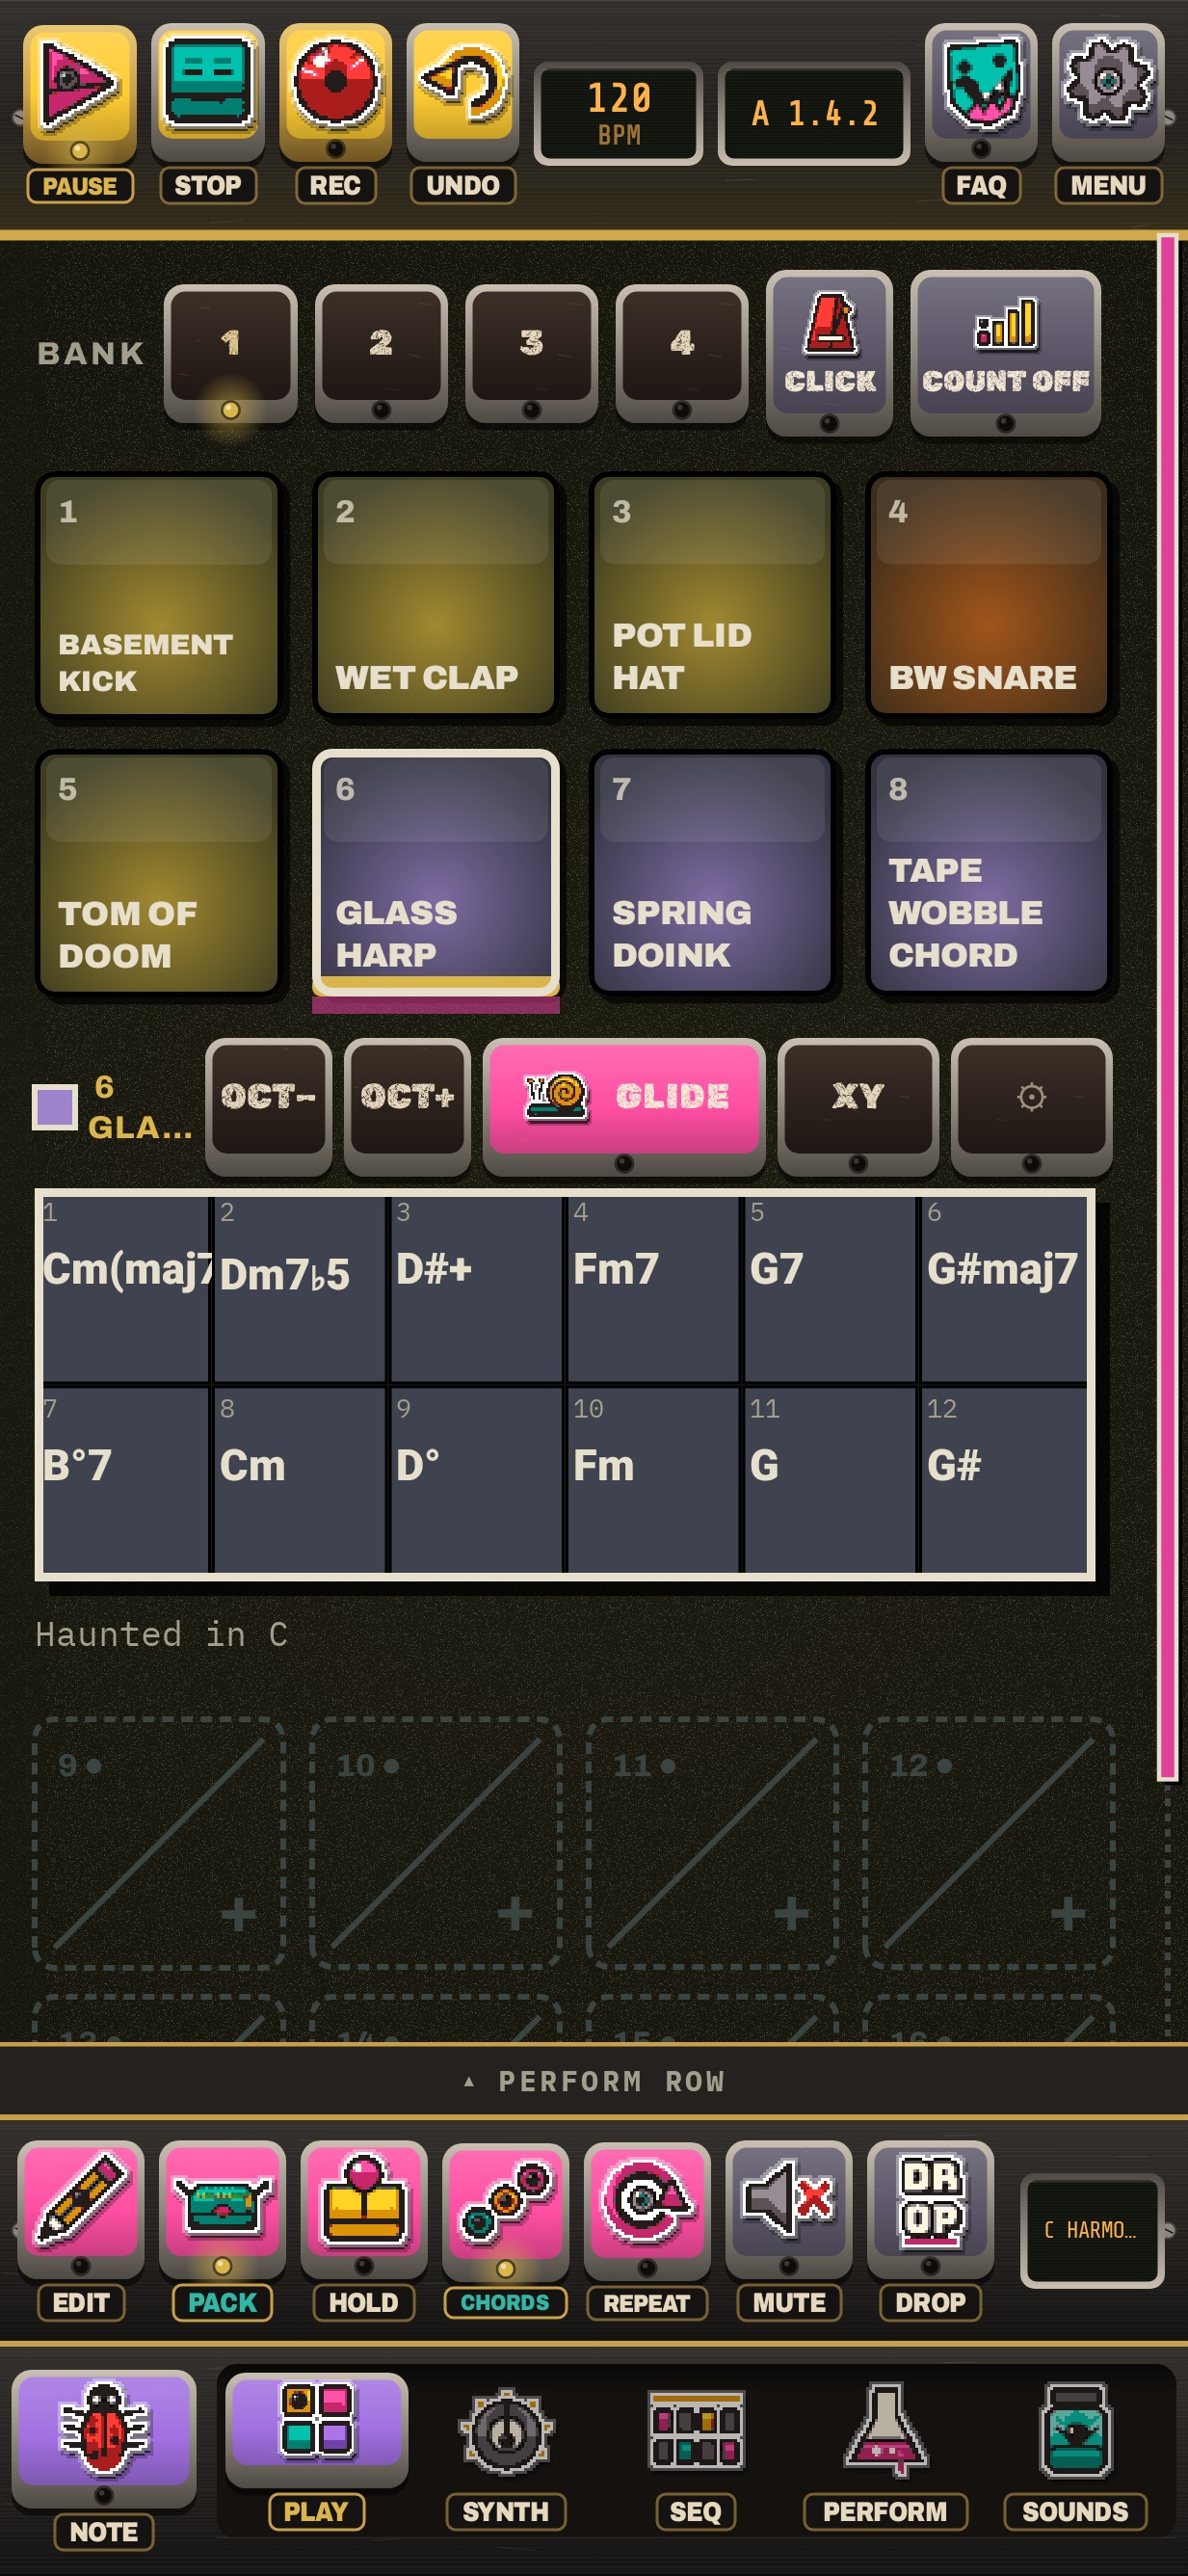 120
BPM
A 1.4.2
PAUSE STOP REC UNDO FAQ MENU
BANK 1 2 3 4 CLICK COUNT OFF
1 2 3 4
BASEMENT KICK
WET CLAP
POT LID HAT
BW SNARE
5 6 7 8
TOM OF DOOM
GLASS HARP
SPRING DOINK
TAPE WOBBLE CHORD
6 GLA... OCT- OCT+ GLIDE XY
1 2 3 4 5 6
Cm(maj7 Dm7♭5 D#+ Fm7 G7 G#maj7
7 8 9 10 11 12
B°7 Cm D° Fm G G#
Haunted in C
9 10 11 12
13 14 15 16
▲ PERFORM ROW
DROP C HARMO...
EDIT PACK HOLD CHORDS REPEAT MUTE DROP
NOTE PLAY SYNTH SEQ PERFORM SOUNDS